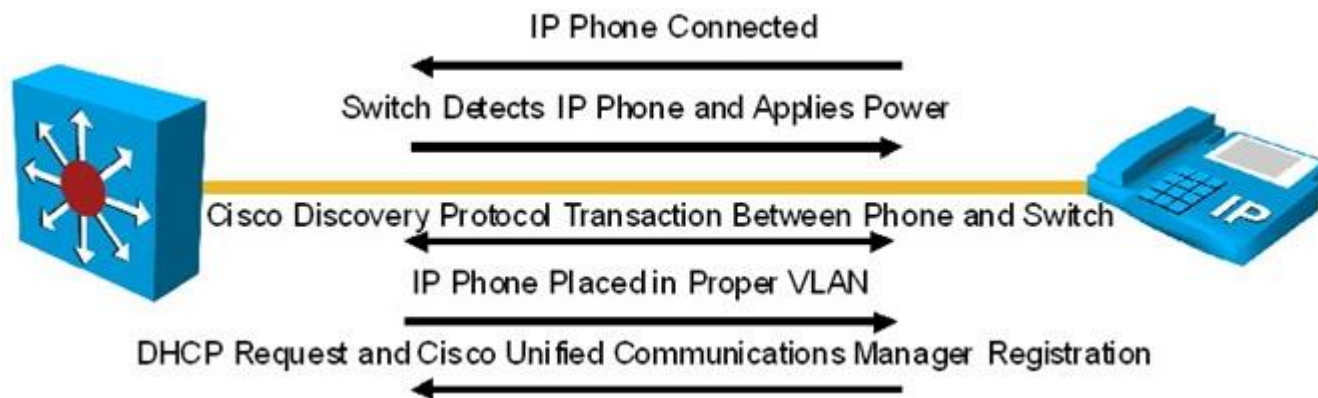 IP Phone Connected
Switch Detects IP Phone and Applies Power
Cisco Discovery Protocol Transaction Between Phone and Switch
IP
IP Phone Placed in Proper VLAN
DHCP Request and Cisco Unified Communications Manager Registration